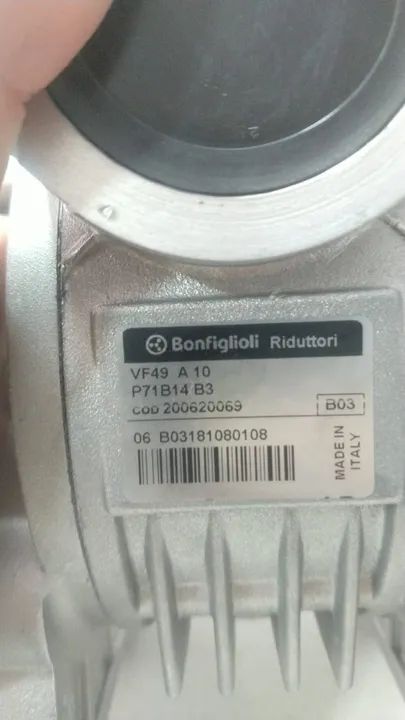 Bonfiglioli Riduttori
VF49 A 10
P71B14 B3
COD 200620069
B03
06 B03181080108
MADE IN
ITALY